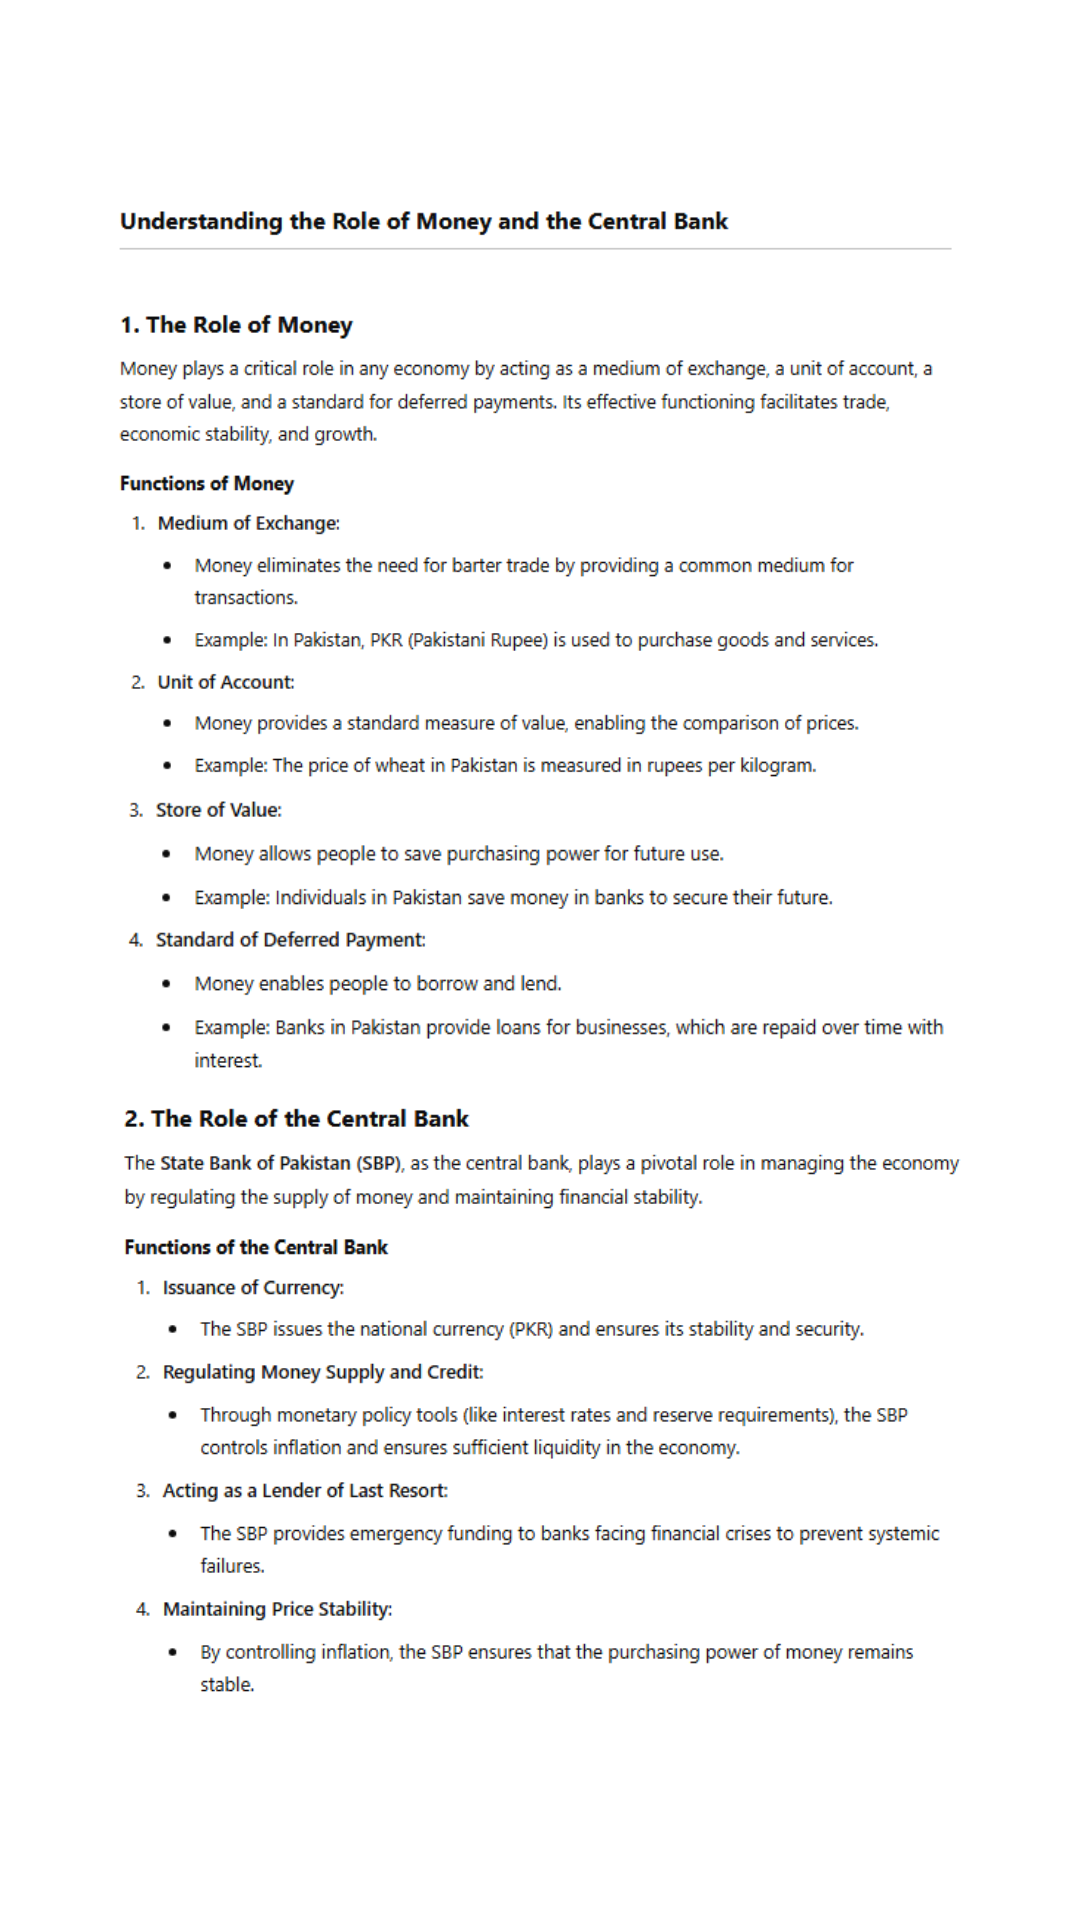 Understanding the Role of Money and the Central Bank
1. The Role of Money
Money plays a critical role in any economy by acting as a medium of exchange, a unit of account, a
store of value, and a standard for deferred payments. Its effective functioning facilitates trade,
economic stability, and growth.
Functions of Money
1. Medium of Exchange:
• Money eliminates the need for barter trade by providing a common medium for
transactions.
• Example: In Pakistan, PKR (Pakistani Rupee) is used to purchase goods and services.
2. Unit of Account:
• Money provides a standard measure of value, enabling the comparison of prices.
• Example: The price of wheat in Pakistan is measured in rupees per kilogram.
3. Store of Value:
• Money allows people to save purchasing power for future use.
• Example: Individuals in Pakistan save money in banks to secure their future.
4. Standard of Deferred Payment:
• Money enables people to borrow and lend.
• Example: Banks in Pakistan provide loans for businesses, which are repaid over time with
interest.
2. The Role of the Central Bank
The State Bank of Pakistan (SBP), as the central bank, plays a pivotal role in managing the economy
by regulating the supply of money and maintaining financial stability.
Functions of the Central Bank
1. Issuance of Currency:
• The SBP issues the national currency (PKR) and ensures its stability and security.
2. Regulating Money Supply and Credit:
• Through monetary policy tools (like interest rates and reserve requirements), the SBP
controls inflation and ensures sufficient liquidity in the economy.
3. Acting as a Lender of Last Resort:
• The SBP provides emergency funding to banks facing financial crises to prevent systemic
failures.
4. Maintaining Price Stability:
• By controlling inflation, the SBP ensures that the purchasing power of money remains
stable.